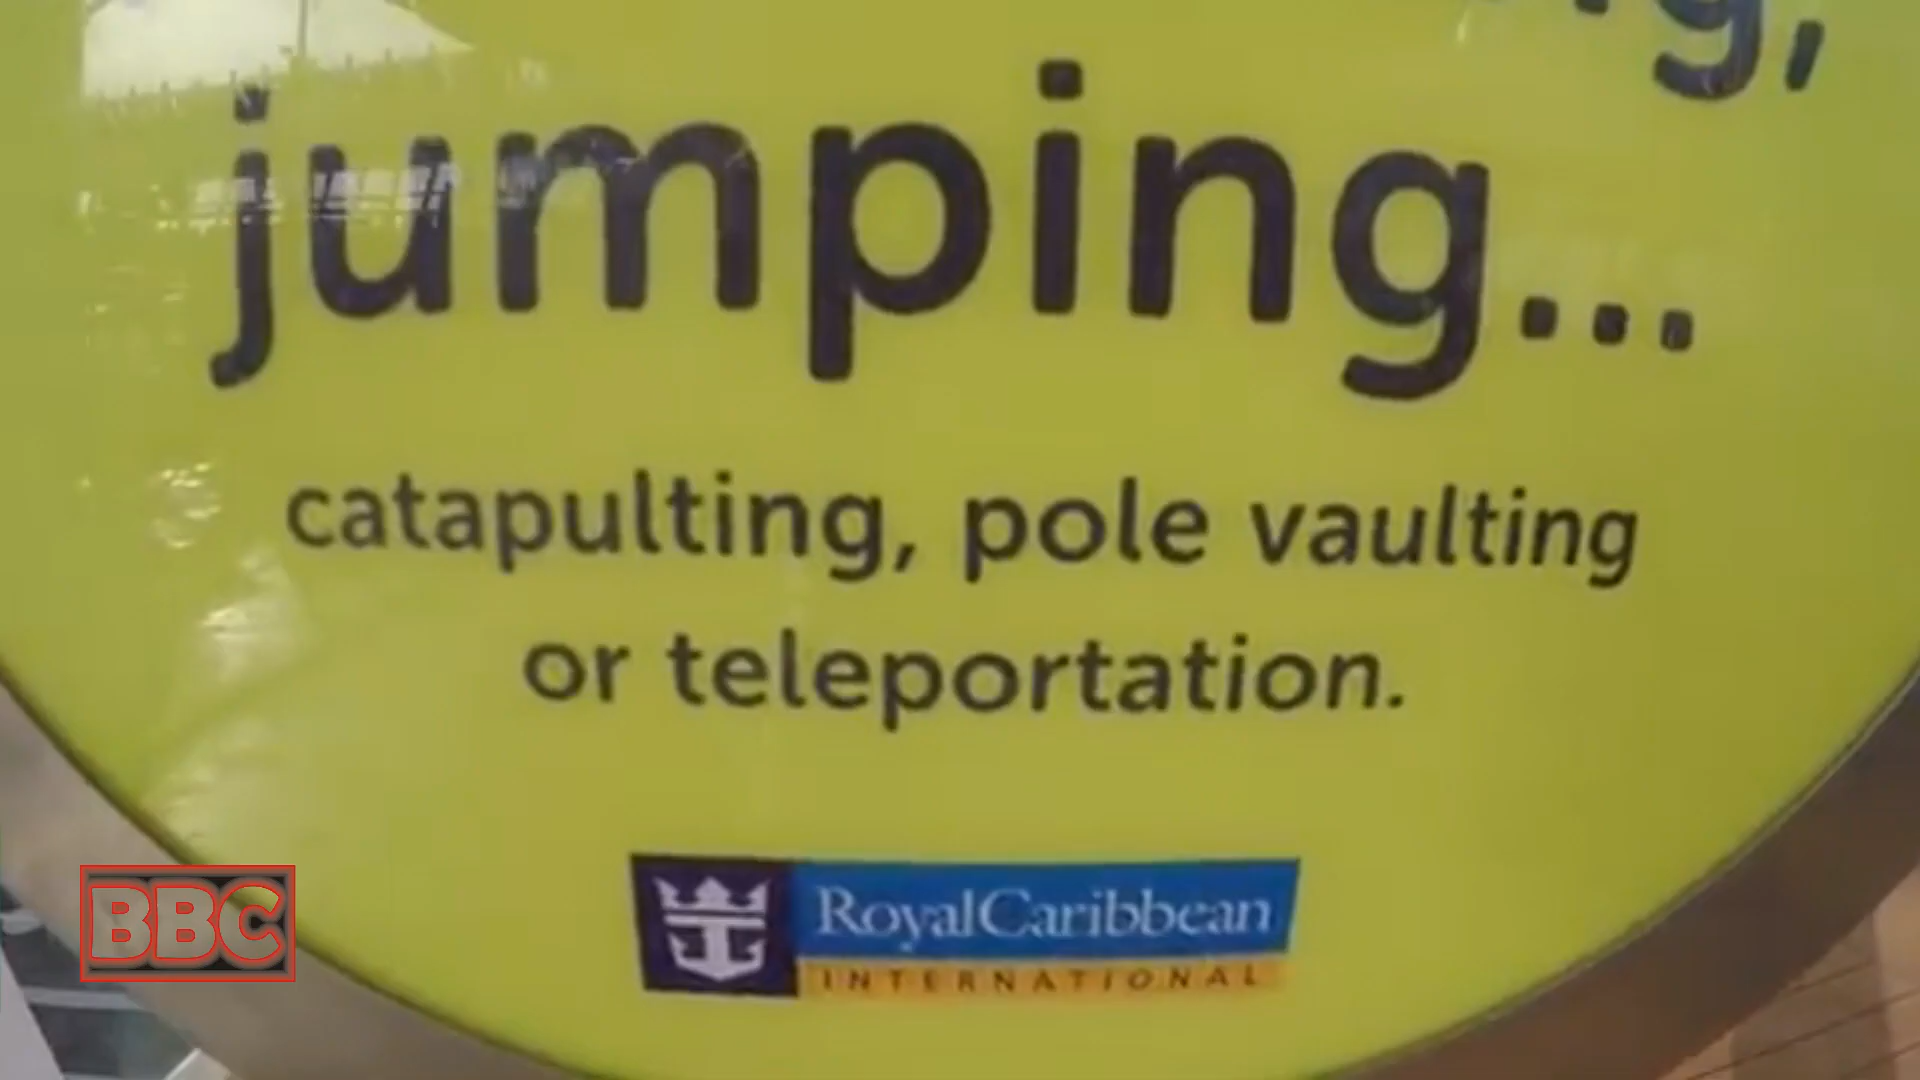 jumping...
catapulting, pole vaulting
or teleportation.
RoyalCaribbean
INTERNATIONAL
BBC